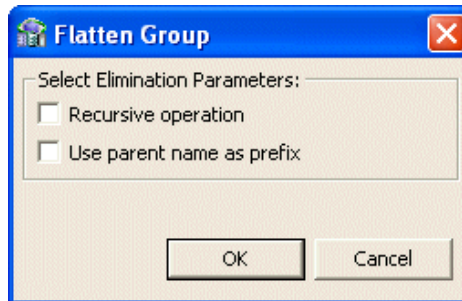 Flatten Group
Select Elimination Parameters:
Recursive operation
Use parent name as prefix
OK
Cancel